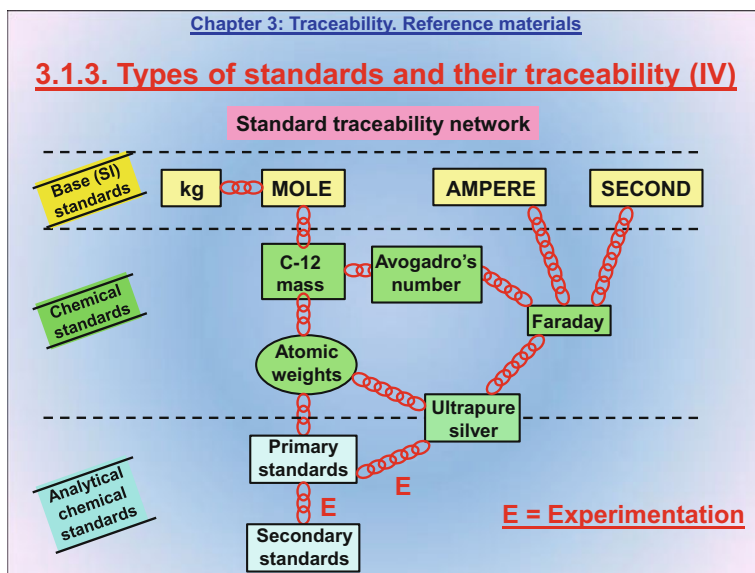 Chapter 3: Traceability. Reference materials
3.1.3. Types of standards and their traceability (IV)
Standard traceability network
Base (SI)
standards
kg
MOLE
AMPERE
SECOND
Chemical
standards
C-12
mass
Avogadro's
number
Faraday
Atomic
weights
Ultrapure
silver
Analytical
chemical
standards
Primary
standards
E
E
Secondary
standards
E = Experimentation